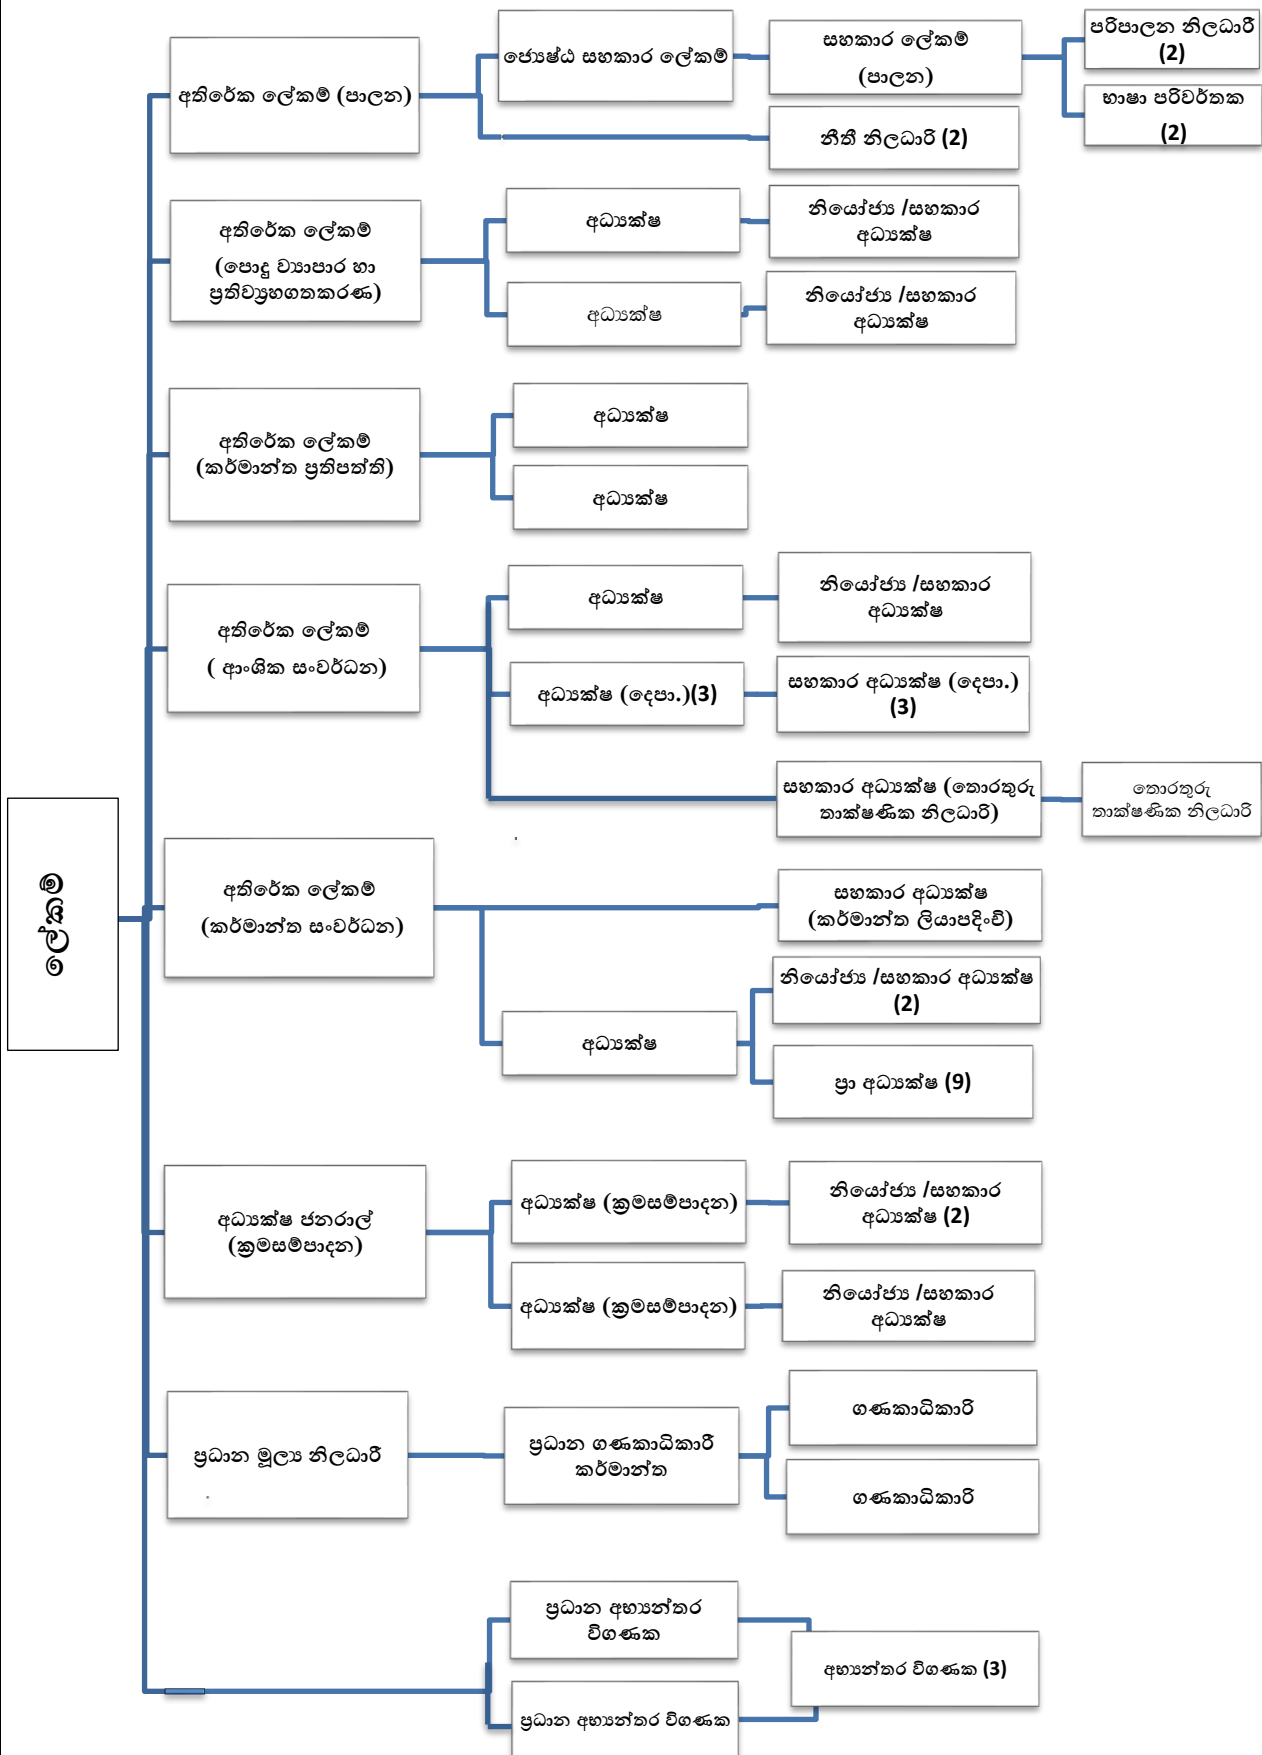 ලේකම්
අතිරේක ලේකම් (පාලන)
ජ්‍යෙෂ්ඨ සහකාර ලේකම්
සහකාර ලේකම්
(පාලන)
පරිපාලන නිලධාරී
(2)
භාෂා පරිවර්තක
(2)
නීති නිලධාරි (2)
අතිරේක ලේකම්
(පොදු ව්‍යාපාර හා
ප්‍රතිව්‍යුහගතකරණ)
අධ්‍යක්ෂ
නියෝජ්‍ය /සහකාර
අධ්‍යක්ෂ
අධ්‍යක්ෂ
නියෝජ්‍ය /සහකාර
අධ්‍යක්ෂ
අතිරේක ලේකම්
(කර්මාන්ත ප්‍රතිපත්ති)
අධ්‍යක්ෂ
අධ්‍යක්ෂ
අතිරේක ලේකම්
( ආංශික සංවර්ධන)
අධ්‍යක්ෂ
නියෝජ්‍ය /සහකාර
අධ්‍යක්ෂ
අධ්‍යක්ෂ (දෙපා.)(3)
සහකාර අධ්‍යක්ෂ (දෙපා.)
(3)
සහකාර අධ්‍යක්ෂ (තොරතුරු
තාක්ෂණික නිලධාරි)
තොරතුරු
තාක්ෂණික නිලධාරි
අතිරේක ලේකම්
(කර්මාන්ත සංවර්ධන)
සහකාර අධ්‍යක්ෂ
(කර්මාන්ත ලියාපදිංචි)
අධ්‍යක්ෂ
නියෝජ්‍ය /සහකාර අධ්‍යක්ෂ
(2)
ප්‍රා අධ්‍යක්ෂ (9)
අධ්‍යක්ෂ ජනරාල්
(ක්‍රමසම්පාදන)
අධ්‍යක්ෂ (ක්‍රමසම්පාදන)
නියෝජ්‍ය /සහකාර
අධ්‍යක්ෂ (2)
අධ්‍යක්ෂ (ක්‍රමසම්පාදන)
නියෝජ්‍ය /සහකාර
අධ්‍යක්ෂ
ප්‍රධාන මූල්‍ය නිලධාරී
ප්‍රධාන ගණකාධිකාරී
කර්මාන්ත
ගණකාධිකාරි
ගණකාධිකාරි
ප්‍රධාන අභ්‍යන්තර
විගණක
ප්‍රධාන අභ්‍යන්තර විගණක
අභ්‍යන්තර විගණක (3)